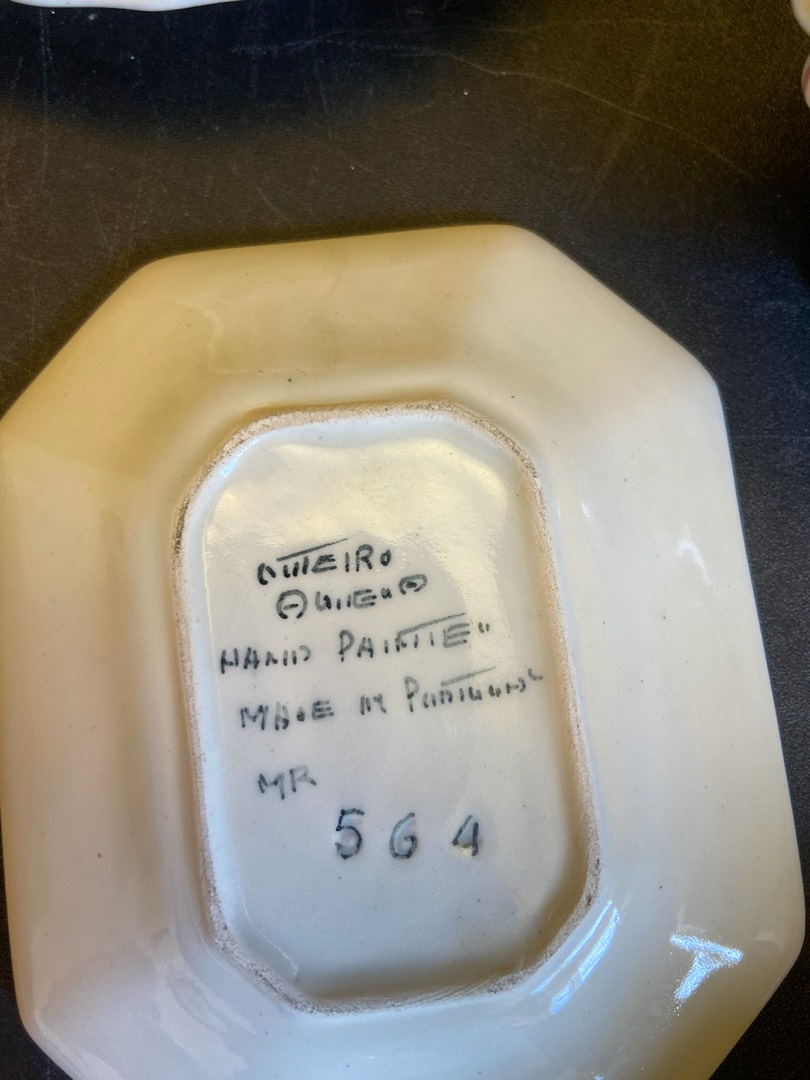 OUTEIRO
AGUEDA
HAND PAINTED
MADE IN PORTUGAL
MR
564